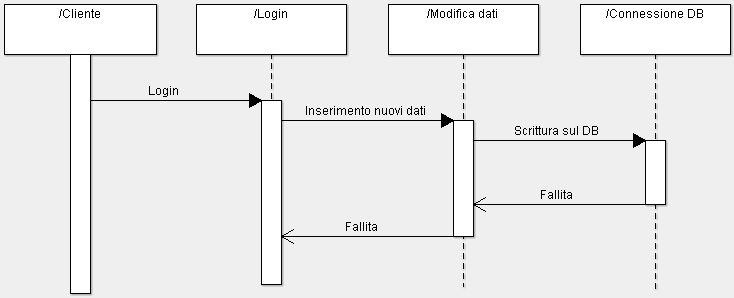 /Cliente
/Login
/Modifica dati
/Connessione DB
Login
Inserimento nuovi dati
Scrittura sul DB
Fallita
Fallita